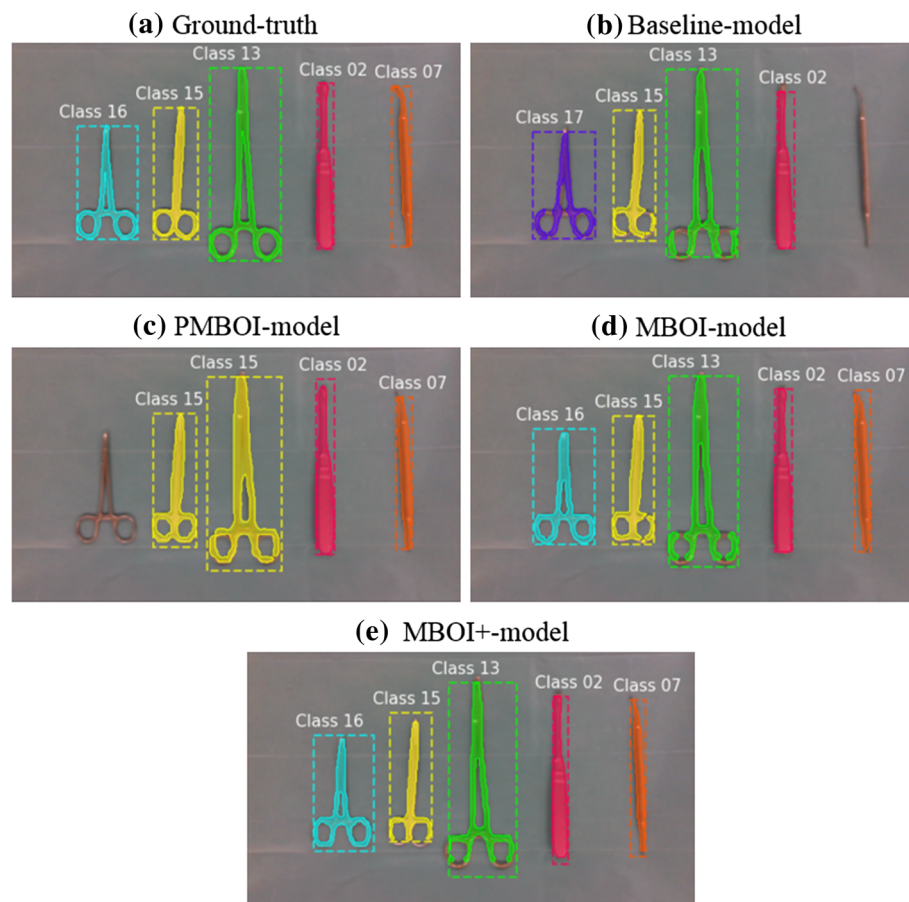 (a) Ground-truth
Class 16
Class 15
Class 13
Class 02
Class 07
(b) Baseline-model
Class 17
Class 15
Class 13
Class 02
(c) PMBOI-model
Class 15
Class 15
Class 02
Class 07
(d) MBOI-model
Class 16
Class 15
Class 13
Class 02
Class 07
(e) MBOI+-model
Class 16
Class 15
Class 13
Class 02
Class 07